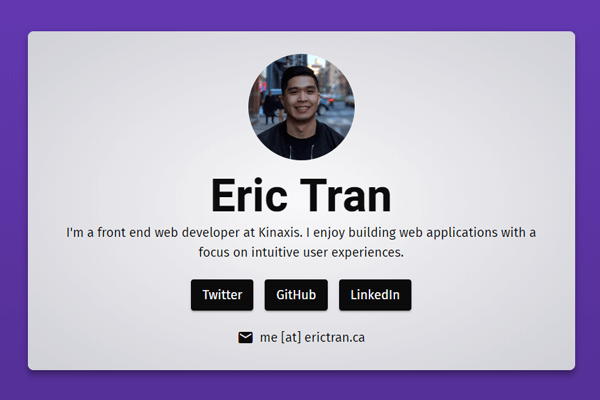 Eric Tran
I'm a front end web developer at Kinaxis. I enjoy building web applications with a
focus on intuitive user experiences.
Twitter GitHub LinkedIn
me [at] erictran.ca